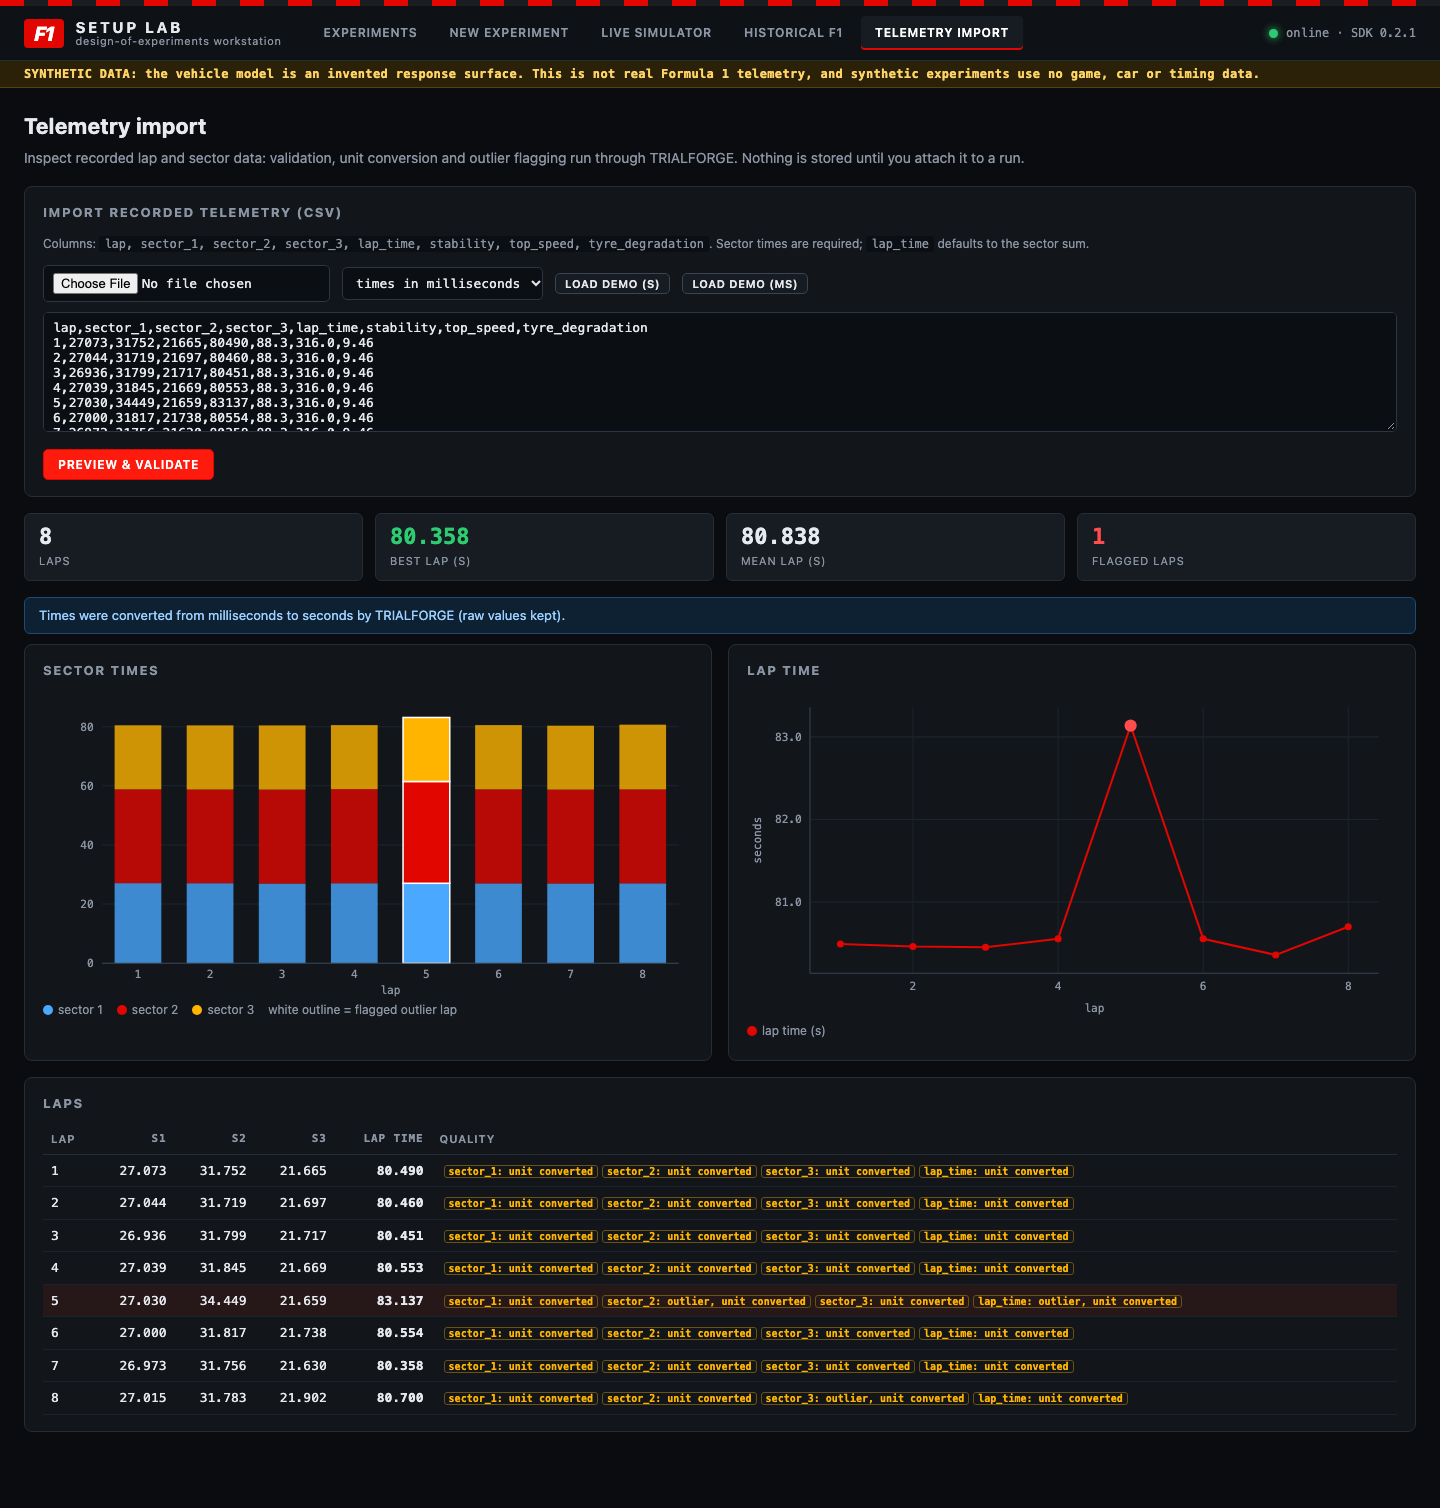 F1
SETUP LAB
design-of-experiments workstation
EXPERIMENTS
NEW EXPERIMENT
LIVE SIMULATOR
HISTORICAL F1
TELEMETRY IMPORT
online · SDK 0.2.1
SYNTHETIC DATA: the vehicle model is an invented response surface. This is not real Formula 1 telemetry, and synthetic experiments use no game, car or timing data.
Telemetry import
Inspect recorded lap and sector data: validation, unit conversion and outlier flagging run through TRIALFORGE. Nothing is stored until you attach it to a run.
IMPORT RECORDED TELEMETRY (CSV)
Columns: lap, sector_1, sector_2, sector_3, lap_time, stability, top_speed, tyre_degradation . Sector times are required; lap_time defaults to the sector sum.
Choose File No file chosen
times in milliseconds
LOAD DEMO (S)
LOAD DEMO (MS)
lap,sector_1,sector_2,sector_3,lap_time,stability,top_speed,tyre_degradation
1,27073,31752,21665,80490,88.3,316.0,9.46
2,27044,31719,21697,80460,88.3,316.0,9.46
3,26936,31799,21717,80451,88.3,316.0,9.46
4,27039,31845,21669,80553,88.3,316.0,9.46
5,27030,34449,21659,83137,88.3,316.0,9.46
6,27000,31817,21738,80554,88.3,316.0,9.46
7,26973,31756,21630,80358,88.3,316.0,9.46
PREVIEW & VALIDATE
8
LAPS
80.358
BEST LAP (S)
80.838
MEAN LAP (S)
1
FLAGGED LAPS
Times were converted from milliseconds to seconds by TRIALFORGE (raw values kept).
SECTOR TIMES
80
60
40
20
0
1 2 3 4 5 6 7 8
lap
sector 1 sector 2 sector 3 white outline = flagged outlier lap
LAP TIME
83.0
82.0
81.0
seconds
2 4 6 8
lap
lap time (s)
LAPS
LAP S1 S2 S3 LAP TIME QUALITY
1 27.073 31.752 21.665 80.490 sector_1: unit converted sector_2: unit converted sector_3: unit converted lap_time: unit converted
2 27.044 31.719 21.697 80.460 sector_1: unit converted sector_2: unit converted sector_3: unit converted lap_time: unit converted
3 26.936 31.799 21.717 80.451 sector_1: unit converted sector_2: unit converted sector_3: unit converted lap_time: unit converted
4 27.039 31.845 21.669 80.553 sector_1: unit converted sector_2: unit converted sector_3: unit converted lap_time: unit converted
5 27.030 34.449 21.659 83.137 sector_1: unit converted sector_2: outlier, unit converted sector_3: unit converted lap_time: outlier, unit converted
6 27.000 31.817 21.738 80.554 sector_1: unit converted sector_2: unit converted sector_3: unit converted lap_time: unit converted
7 26.973 31.756 21.630 80.358 sector_1: unit converted sector_2: unit converted sector_3: unit converted lap_time: unit converted
8 27.015 31.783 21.902 80.700 sector_1: unit converted sector_2: unit converted sector_3: outlier, unit converted lap_time: unit converted